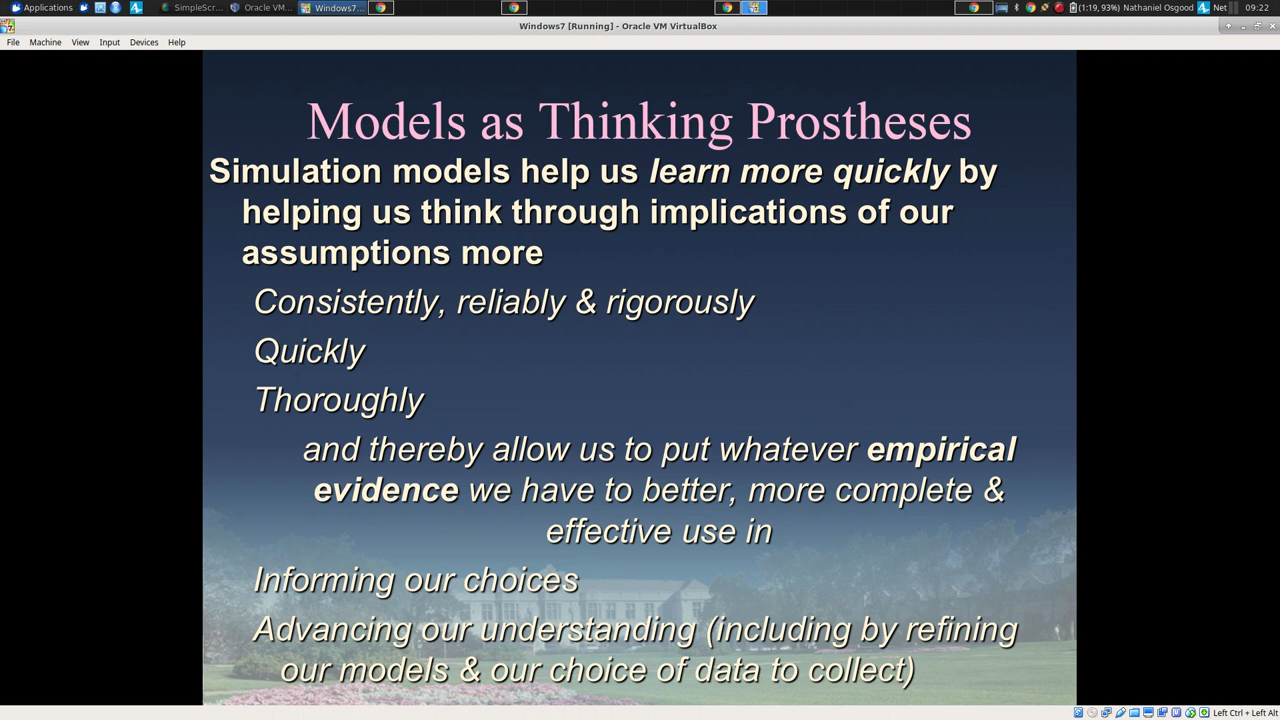 Applications
SimpleScr...
Oracle VM...
Windows7...
(1:19, 93%)
Nathaniel Osgood
Net
09:22
Windows7 [Running] - Oracle VM VirtualBox
File Machine View Input Devices Help
Models as Thinking Prostheses
Simulation models help us learn more quickly by
helping us think through implications of our
assumptions more
Consistently, reliably & rigorously
Quickly
Thoroughly
and thereby allow us to put whatever empirical
evidence we have to better, more complete &
effective use in
Informing our choices
Advancing our understanding (including by refining
our models & our choice of data to collect)
Left Ctrl + Left Alt